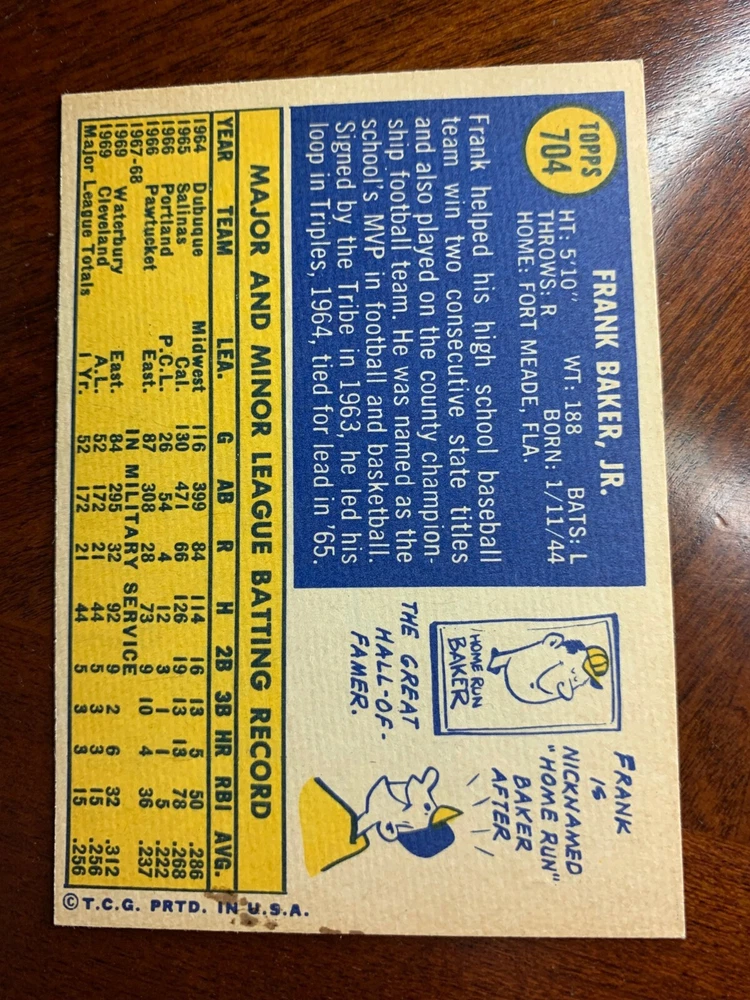 TOPPS
704
FRANK BAKER, JR.
HT: 5'10" WT: 188 BATS: L
THROWS: R BORN: 1/11/44
HOME: FORT MEADE, FLA.
Frank helped his high school baseball
team win two consecutive state titles
and also played on the county champion-
ship football team. He was named as the
school's MVP in football and basketball.
Signed by the Tribe in 1963, he led his
loop in Triples, 1964, tied for lead in '65.
FRANK
IS
NICKNAMED
"HOME RUN"
BAKER
AFTER
HOME RUN
BAKER
THE GREAT
HALL-OF-
FAMER.
MAJOR AND MINOR LEAGUE BATTING RECORD
YEAR TEAM LEA. G AB R H 2B 3B HR RBI AVG.
1964 Dubuque Midwest 116 399 84 114 16 13 5 50 .286
1965 Salinas Cal. 130 471 66 126 19 13 13 78 .268
1966 Portland P.C.L. 26 54 4 12 3 1 1 5 .222
1966 Pawtucket East. 87 308 28 73 9 10 4 36 .237
1967-68 IN MILITARY SERVICE
1969 Waterbury East. 84 295 32 92 9 2 6 32 .312
1969 Cleveland A.L. 52 172 21 44 5 3 3 15 .256
Major League Totals 1 Yr. 52 172 21 44 5 3 3 15 .256
© T.C.G. PRTD. IN U.S.A.